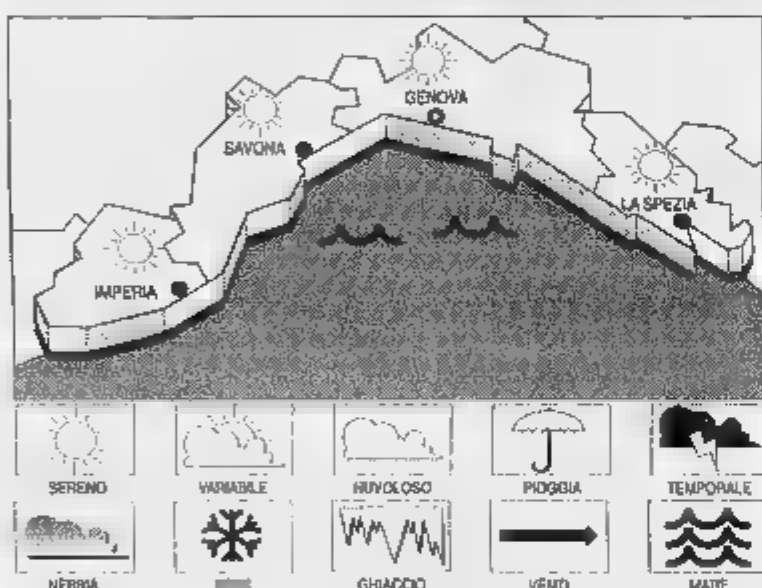 GENOVA
SAVONA
LA SPEZIA
IMPERIA
SERENO VARIABILE NUVOLOSO PIOGGIA TEMPORALE
NEBBIA GHIACCIO VENTO MARE